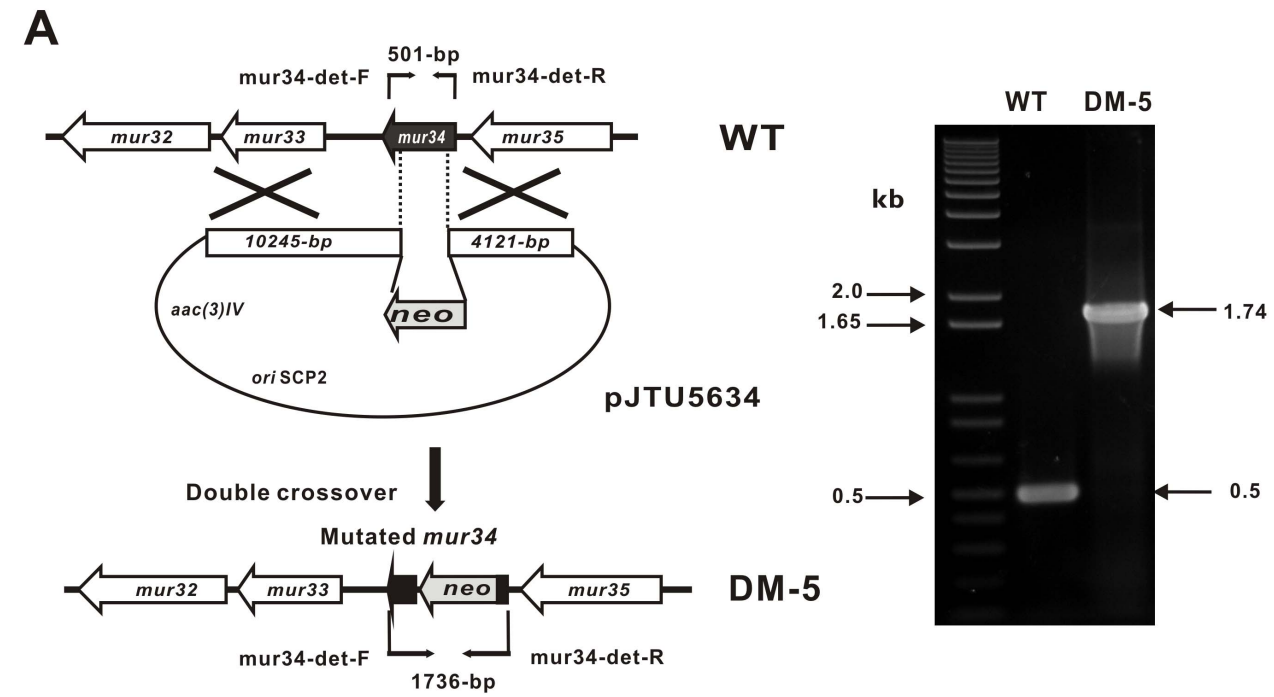 A
501-bp
mur34-det-F
mur34-det-R
mur32
mur33
mur34
mur35
WT
10245-bp
4121-bp
aac(3)IV
neo
ori SCP2
pJTU5634
Double crossover
Mutated mur34
mur32
mur33
neo
mur35
DM-5
mur34-det-F
mur34-det-R
1736-bp
WT DM-5
kb
2.0
1.65
1.74
0.5
0.5